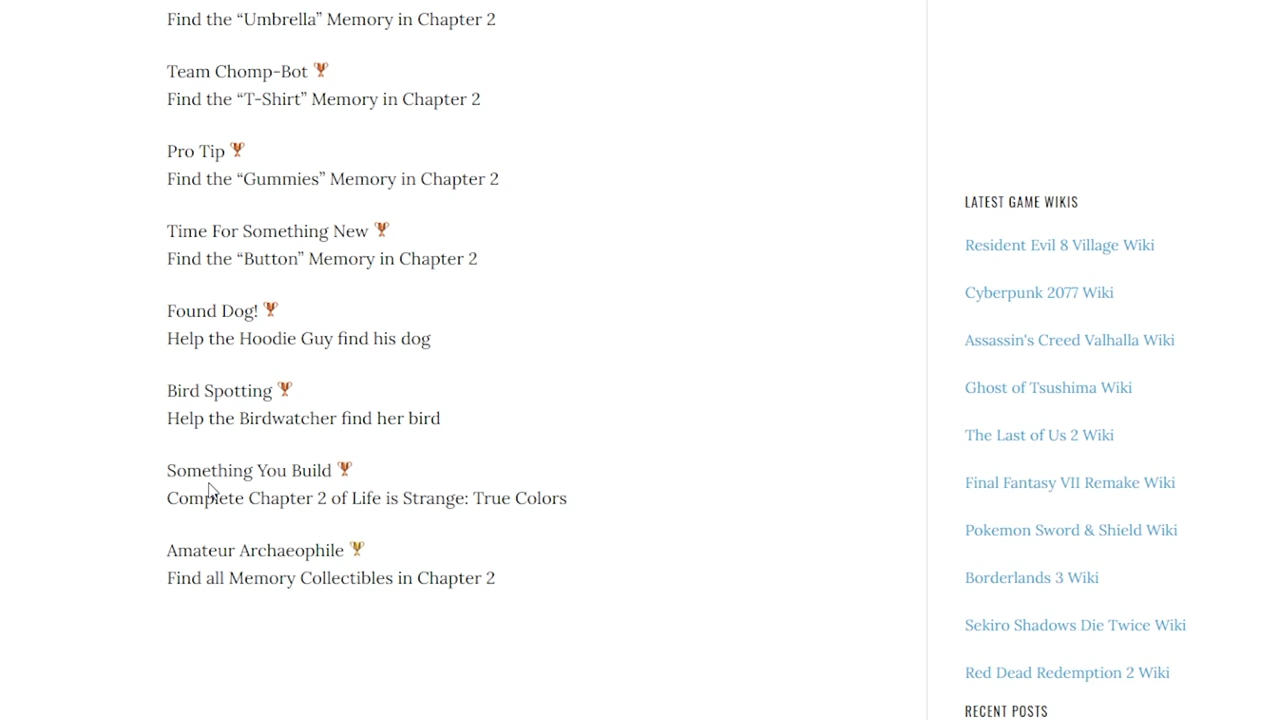 Find the “Umbrella” Memory in Chapter 2
Team Chomp-Bot
Find the “T-Shirt” Memory in Chapter 2
Pro Tip
Find the “Gummies” Memory in Chapter 2
Time For Something New
Find the “Button” Memory in Chapter 2
Found Dog!
Help the Hoodie Guy find his dog
Bird Spotting
Help the Birdwatcher find her bird
Something You Build
Complete Chapter 2 of Life is Strange: True Colors
Amateur Archaeophile
Find all Memory Collectibles in Chapter 2
LATEST GAME WIKIS
Resident Evil 8 Village Wiki
Cyberpunk 2077 Wiki
Assassin's Creed Valhalla Wiki
Ghost of Tsushima Wiki
The Last of Us 2 Wiki
Final Fantasy VII Remake Wiki
Pokemon Sword & Shield Wiki
Borderlands 3 Wiki
Sekiro Shadows Die Twice Wiki
Red Dead Redemption 2 Wiki
RECENT POSTS